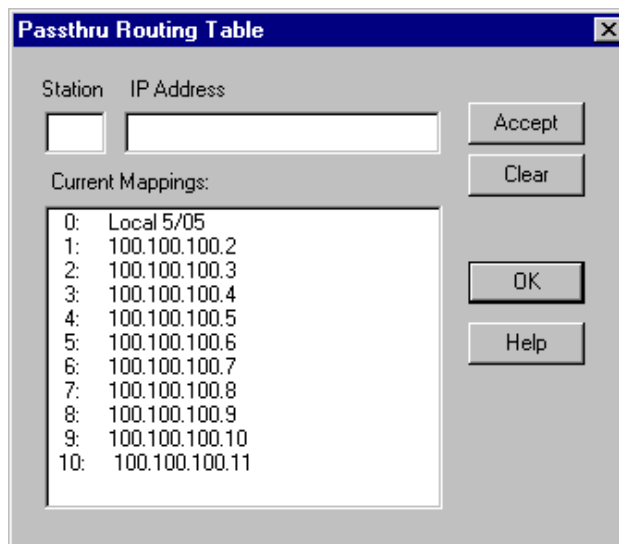 Passthru Routing Table
Station IP Address
Accept
Clear
Current Mappings:
0: Local 5/05
1: 100.100.100.2
2: 100.100.100.3
3: 100.100.100.4
4: 100.100.100.5
5: 100.100.100.6
6: 100.100.100.7
7: 100.100.100.8
8: 100.100.100.9
9: 100.100.100.10
10: 100.100.100.11
OK
Help